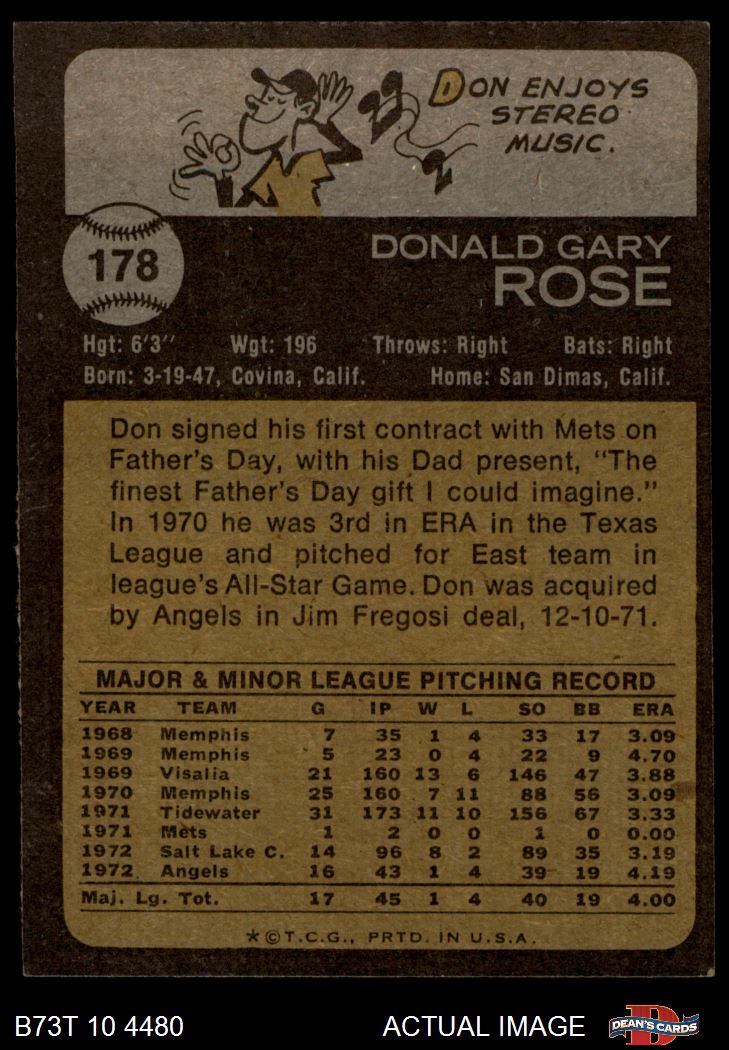 DON ENJOYS
STEREO
MUSIC.
178
DONALD GARY
ROSE
Hgt: 6'3" Wgt: 196 Throws: Right Bats: Right
Born: 3-19-47, Covina, Calif. Home: San Dimas, Calif.
Don signed his first contract with Mets on
Father's Day, with his Dad present, "The
finest Father's Day gift I could imagine."
In 1970 he was 3rd in ERA in the Texas
League and pitched for East team in
league's All-Star Game. Don was acquired
by Angels in Jim Fregosi deal, 12-10-71.
MAJOR & MINOR LEAGUE PITCHING RECORD
YEAR TEAM G IP W L SO BB ERA
1968 Memphis 7 35 1 4 33 17 3.09
1969 Memphis 5 23 0 4 22 9 4.70
1969 Visalia 21 160 13 6 146 47 3.88
1970 Memphis 25 160 7 11 88 56 3.09
1971 Tidewater 31 173 11 10 156 67 3.33
1971 Mets 1 2 0 0 1 0 0.00
1972 Salt Lake C. 14 96 8 2 89 35 3.19
1972 Angels 16 43 1 4 39 19 4.19
Maj. Lg. Tot. 17 45 1 4 40 19 4.00
*©T.C.G., PRTD. IN U.S.A.
B73T 10 4480 ACTUAL IMAGE D DEAN'S CARDS